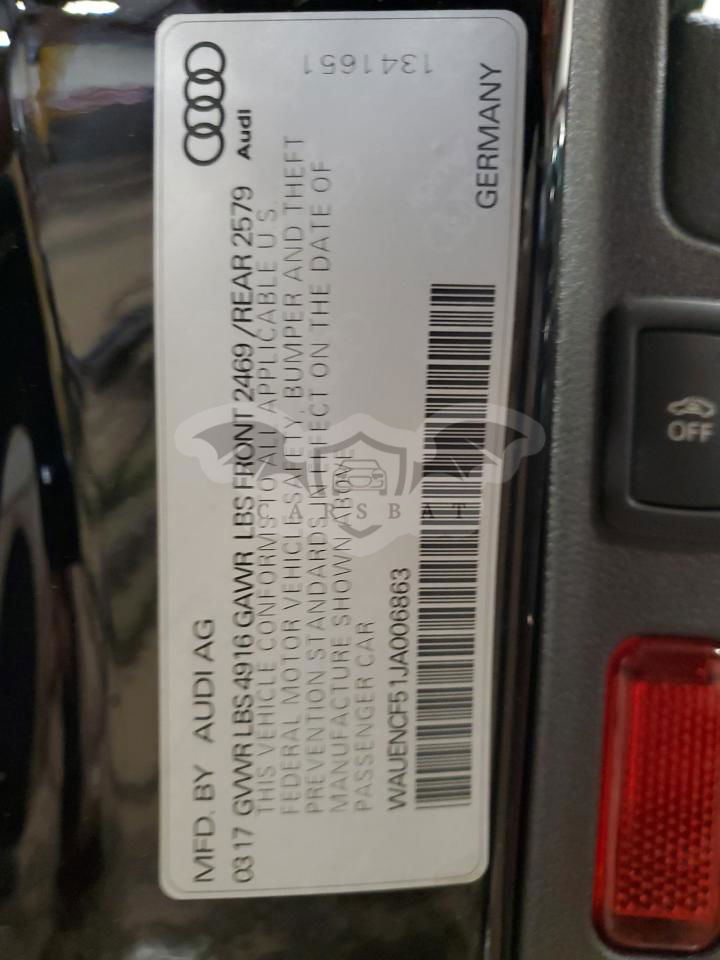 MFD. BY AUDI AG
Audi
0317 GVWR LBS 4916 GAWR LBS FRONT 2469 /REAR 2579
THIS VEHICLE CONFORMS TO ALL APPLICABLE U.S.
FEDERAL MOTOR VEHICLE SAFETY, BUMPER AND THEFT
PREVENTION STANDARDS IN EFFECT ON THE DATE OF
MANUFACTURE SHOWN ABOVE
PASSENGER CAR
WAUENCF51JA006863
GERMANY
1341651
CARSBAT
OFF